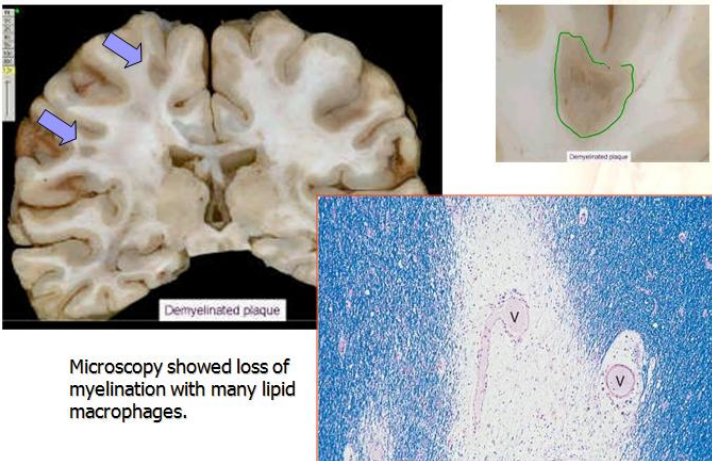 Demyelinated plaque
Demyelinated plaque
V
V
Microscopy showed loss of
myelination with many lipid
macrophages.